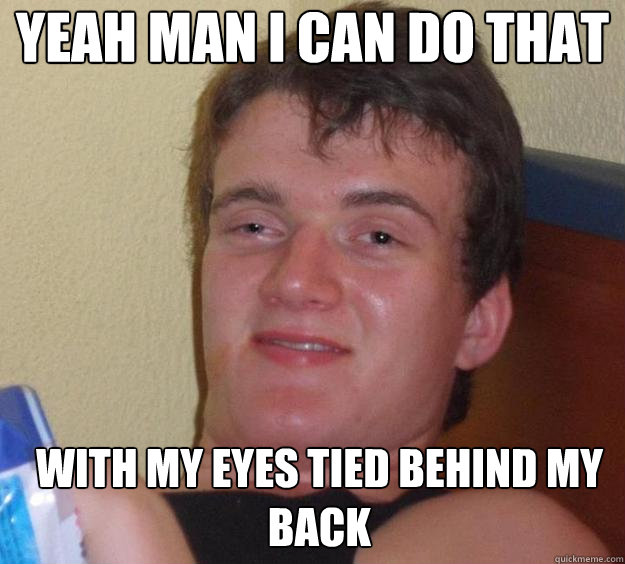 YEAH MAN I CAN DO THAT
WITH MY EYES TIED BEHIND MY
BACK
quickmeme.com